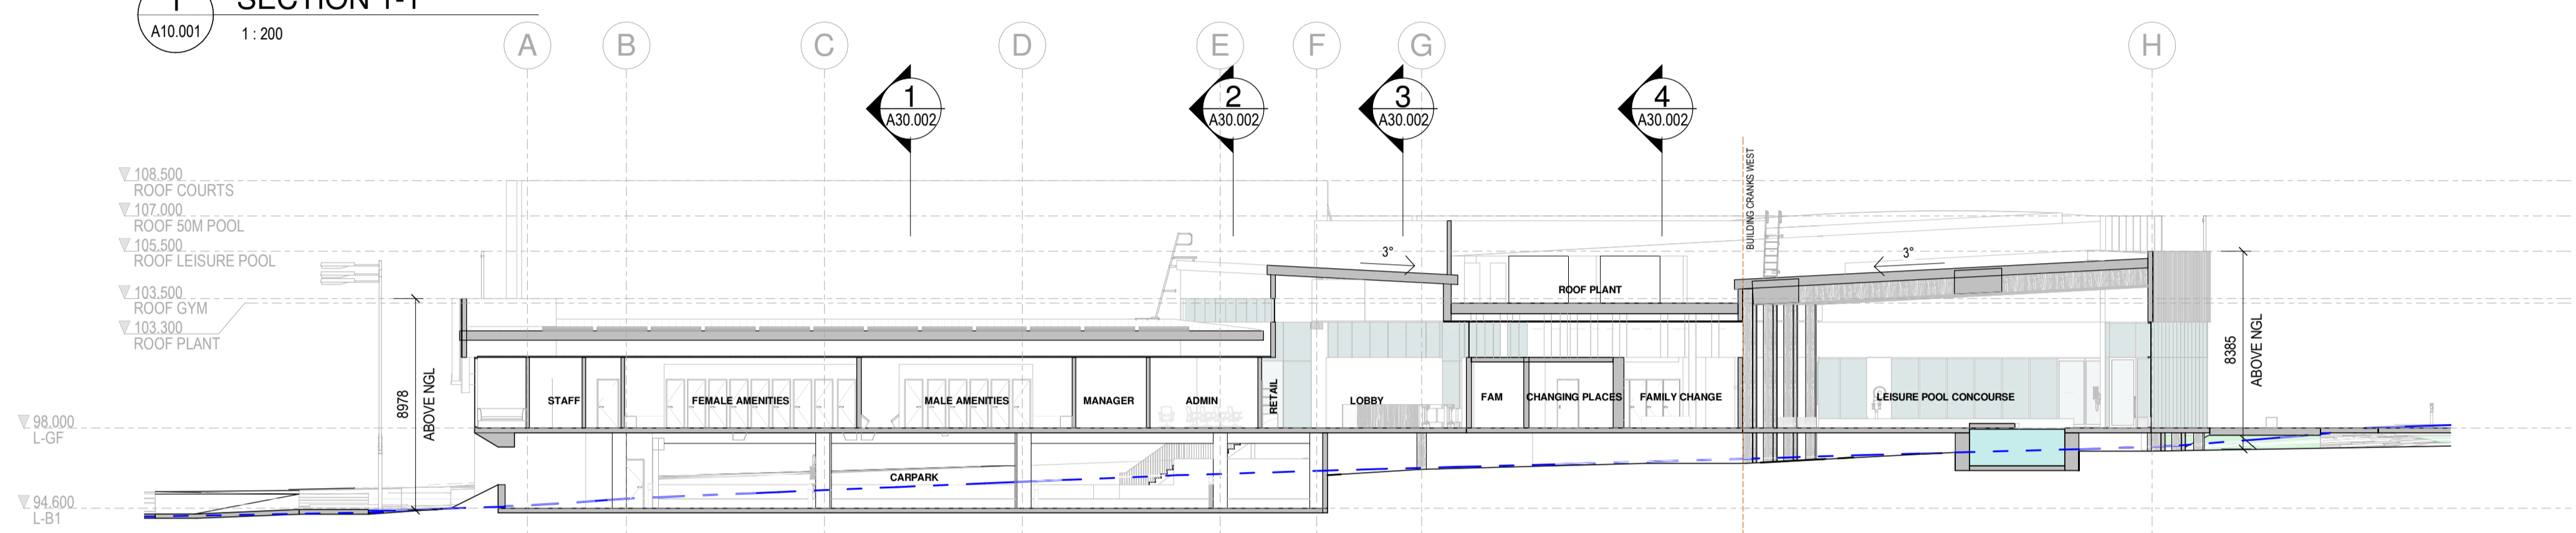 1 SECTION 1-1
A10.001 1 : 200
A B C D E F G H
1 2 3 4
A30.002 A30.002 A30.002 A30.002
BUILDING CRANKS WEST
108,500
ROOF COURTS
107,000
ROOF 50M POOL
105,500
ROOF LEISURE POOL
103,500
ROOF GYM
103,300
ROOF PLANT
3°
3°
ROOF PLANT
8978
ABOVE NGL
8385
ABOVE NGL
STAFF FEMALE AMENITIES MALE AMENITIES MANAGER ADMIN RETAIL LOBBY FAM CHANGING PLACES FAMILY CHANGE LEISURE POOL CONCOURSE
98,000
L-GF
CARPARK
94,600
L-B1